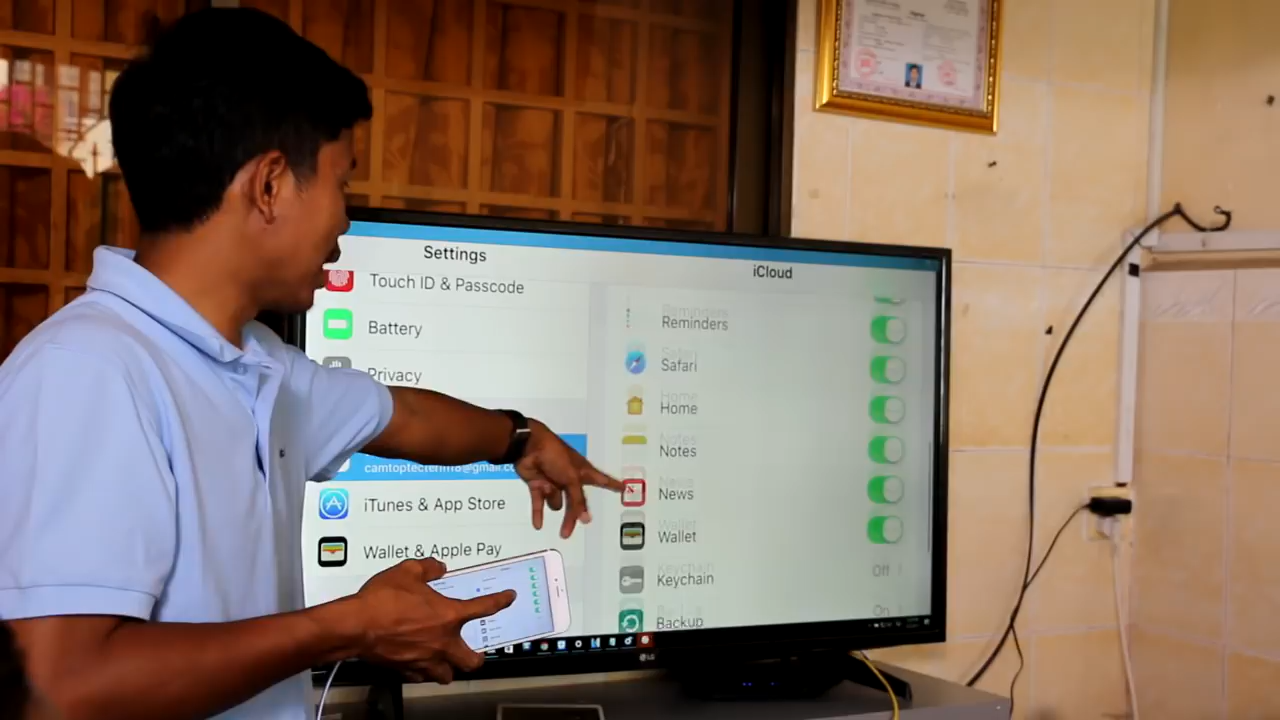 Settings
Touch ID & Passcode
Battery
Privacy
iTunes & App Store
Wallet & Apple Pay
iCloud
Reminders
Safari
Home
Notes
News
Wallet
Keychain
Off
Backup
On
LG